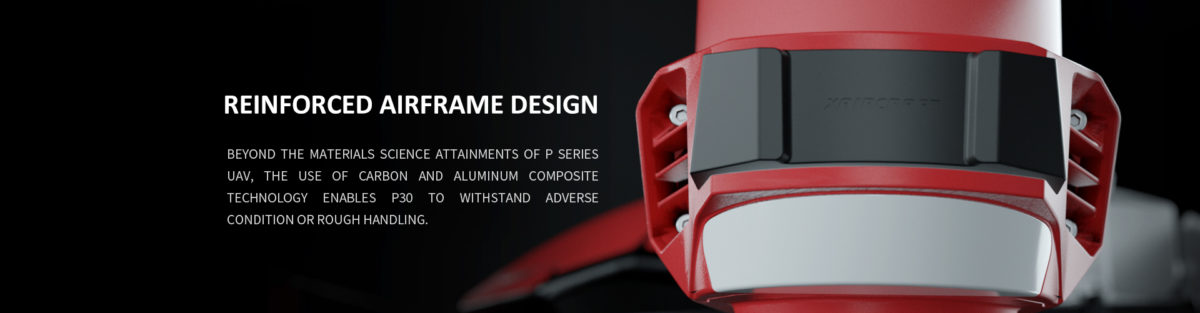 REINFORCED AIRFRAME DESIGN
BEYOND THE MATERIALS SCIENCE ATTAINMENTS OF P SERIES
UAV, THE USE OF CARBON AND ALUMINUM COMPOSITE
TECHNOLOGY ENABLES P30 TO WITHSTAND ADVERSE
CONDITION OR ROUGH HANDLING.
XAIRCRAFT